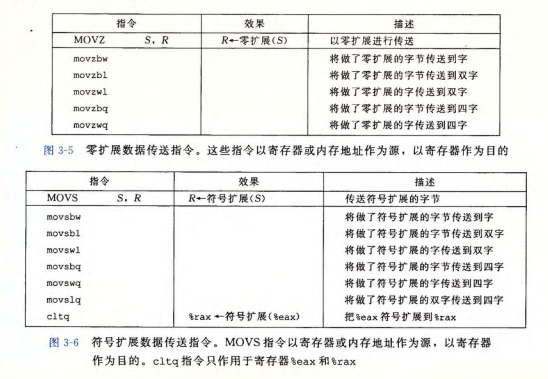 指令 效果 描述
MOVZ S, R R←零扩展(S) 以零扩展进行传送
movzbw 将做了零扩展的字节传送到字
movzbl 将做了零扩展的字节传送到双字
movzwl 将做了零扩展的字传送到双字
movzbq 将做了零扩展的字节传送到四字
movzwq 将做了零扩展的字传送到四字
图 3-5 零扩展数据传送指令。这些指令以寄存器或内存地址作为源，以寄存器作为目的
指令 效果 描述
MOVS S, R R←符号扩展(S) 传送符号扩展的字节
movsbw 将做了符号扩展的字节传送到字
movsbl 将做了符号扩展的字节传送到双字
movswl 将做了符号扩展的字传送到双字
movsbq 将做了符号扩展的字节传送到四字
movswq 将做了符号扩展的字传送到四字
movslq 将做了符号扩展的双字传送到四字
cltq %rax←符号扩展(%eax) 把%eax符号扩展到%rax
图 3-6 符号扩展数据传送指令。MOVS指令以寄存器或内存地址作为源，以寄存器
作为目的。cltq指令只作用于寄存器%eax和%rax